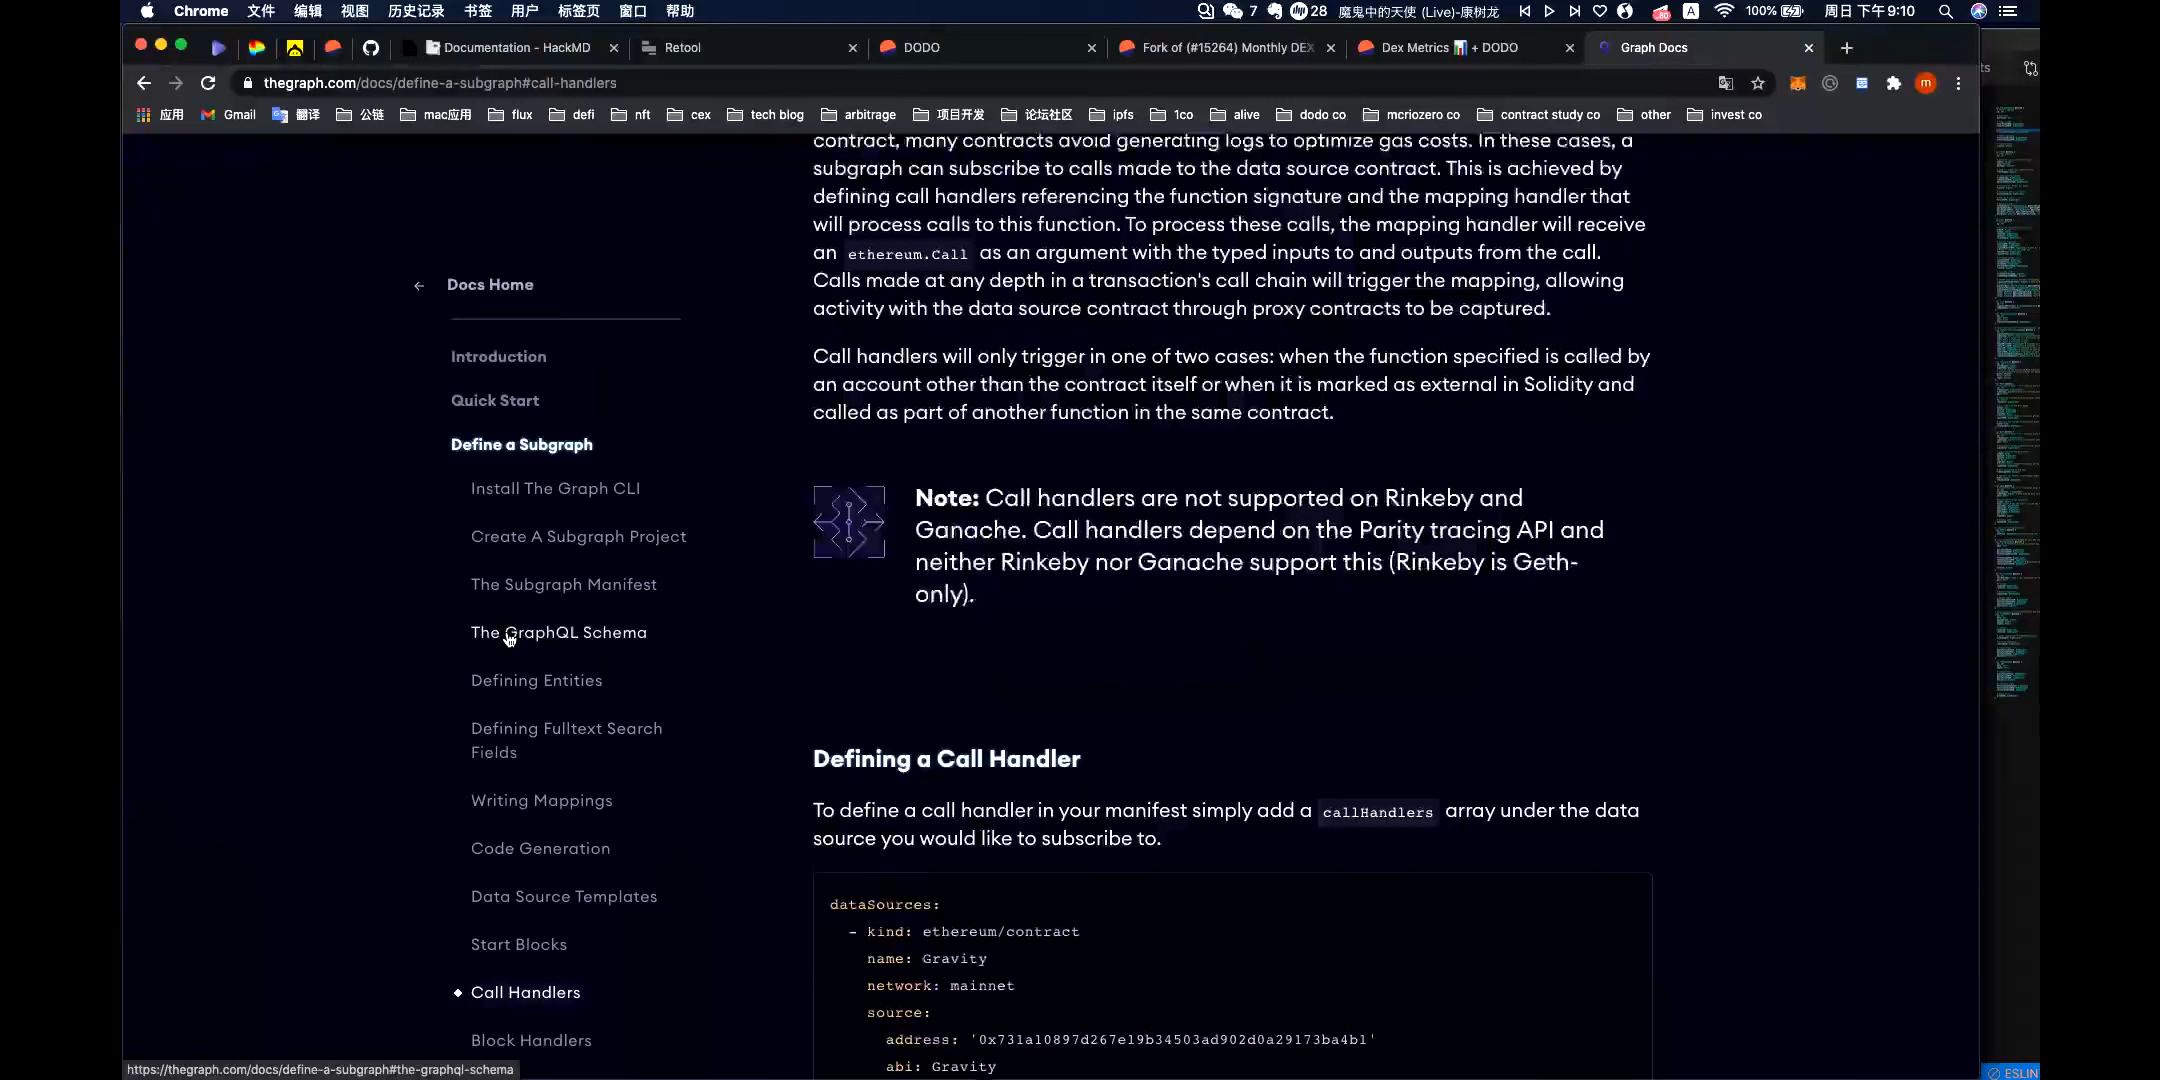 Chrome 文件 编辑 视图 历史记录 书签 用户 标签页 窗口 帮助 7 28 魔鬼中的天使 (Live)-康树龙 A 100% 周日 下午9:10
Documentation - HackMD Retool DODO Fork of (#15264) Monthly DEX Dex Metrics 📊 + DODO Graph Docs
thegraph.com/docs/define-a-subgraph#call-handlers
应用 Gmail 翻译 公链 mac应用 flux defi nft cex tech blog arbitrage 项目开发 论坛社区 ipfs 1co alive dodo co mcriozero co contract study co other invest co
contract, many contracts avoid generating logs to optimize gas costs. In these cases, a
subgraph can subscribe to calls made to the data source contract. This is achieved by
defining call handlers referencing the function signature and the mapping handler that
will process calls to this function. To process these calls, the mapping handler will receive
an ethereum.Call as an argument with the typed inputs to and outputs from the call.
Calls made at any depth in a transaction's call chain will trigger the mapping, allowing
activity with the data source contract through proxy contracts to be captured.
Call handlers will only trigger in one of two cases: when the function specified is called by
an account other than the contract itself or when it is marked as external in Solidity and
called as part of another function in the same contract.
Note: Call handlers are not supported on Rinkeby and
Ganache. Call handlers depend on the Parity tracing API and
neither Rinkeby nor Ganache support this (Rinkeby is Geth-
only).
Defining a Call Handler
To define a call handler in your manifest simply add a callHandlers array under the data
source you would like to subscribe to.
dataSources:
- kind: ethereum/contract
name: Gravity
network: mainnet
source:
address: '0x731a10897d267e19b34503ad902d0a29173ba4b1'
abi: Gravity
← Docs Home
Introduction
Quick Start
Define a Subgraph
Install The Graph CLI
Create A Subgraph Project
The Subgraph Manifest
The GraphQL Schema
Defining Entities
Defining Fulltext Search
Fields
Writing Mappings
Code Generation
Data Source Templates
Start Blocks
Call Handlers
Block Handlers
https://thegraph.com/docs/define-a-subgraph#the-graphql-schema